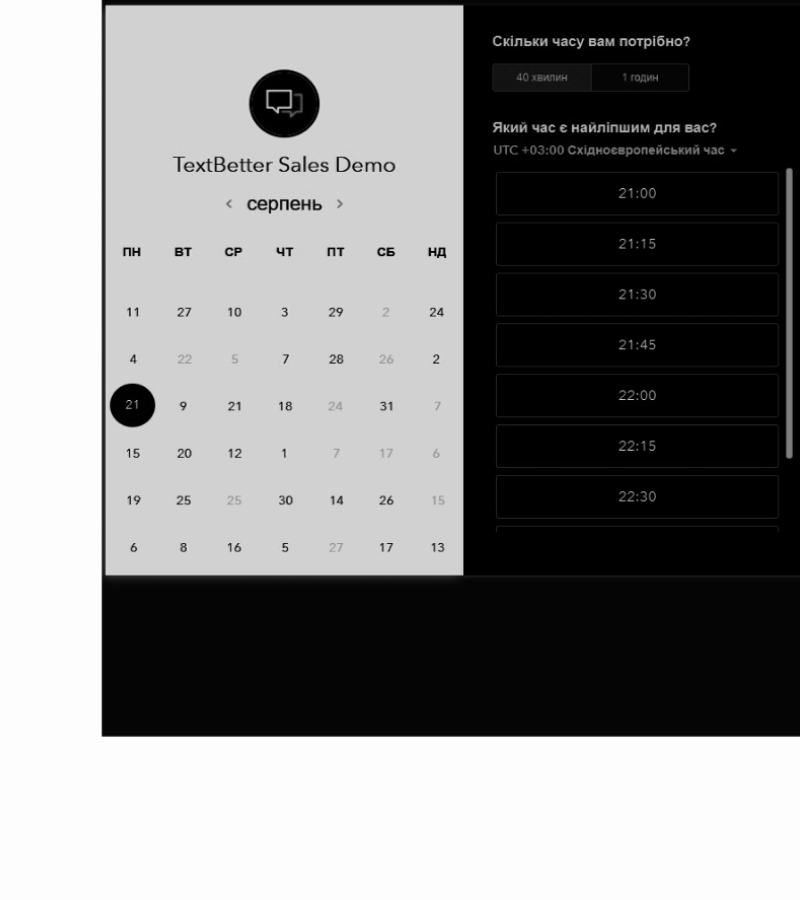 TextBetter Sales Demo
серпень
ПН ВТ СР ЧТ ПТ СБ НД
11 27 10 3 29 2 24
4 22 5 7 28 26 2
21 9 21 18 24 31 7
15 20 12 1 7 17 6
19 25 25 30 14 26 15
6 8 16 5 27 17 13
Скільки часу вам потрібно?
40 хвилин 1 годин
Який час є найліпшим для вас?
UTC +03:00 Східноєвропейський час
21:00
21:15
21:30
21:45
22:00
22:15
22:30